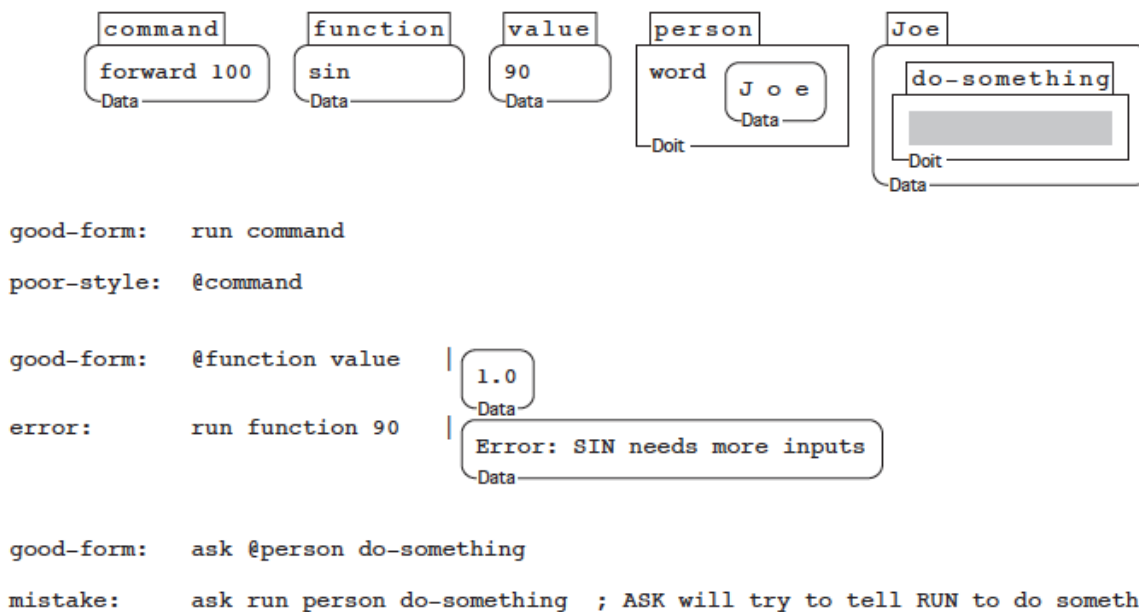 command function value person Joe
forward 100 sin 90 word J o e do-something
Data Data Data Data
Doit Doit
Data
good-form: run command
poor-style: @command
good-form: @function value | 1.0
Data
error: run function 90 | Error: SIN needs more inputs
Data
good-form: ask @person do-something
mistake: ask run person do-something ; ASK will try to tell RUN to do someth